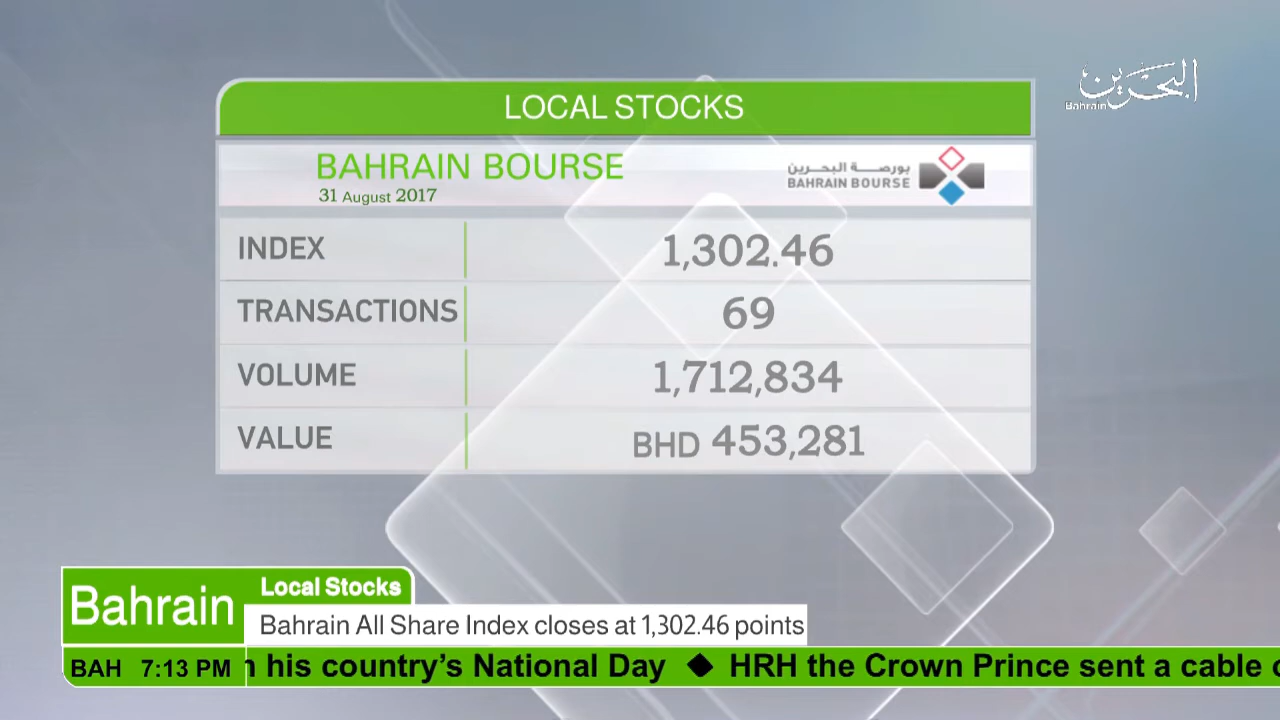 LOCAL STOCKS
البحرين
Bahrain
BAHRAIN BOURSE
31 August 2017
بورصة البحرين
BAHRAIN BOURSE
INDEX 1,302.46
TRANSACTIONS 69
VOLUME 1,712,834
VALUE BHD 453,281
Bahrain
Local Stocks
Bahrain All Share Index closes at 1,302.46 points
BAH 7:13 PM
his country's National Day ◆ HRH the Crown Prince sent a cable